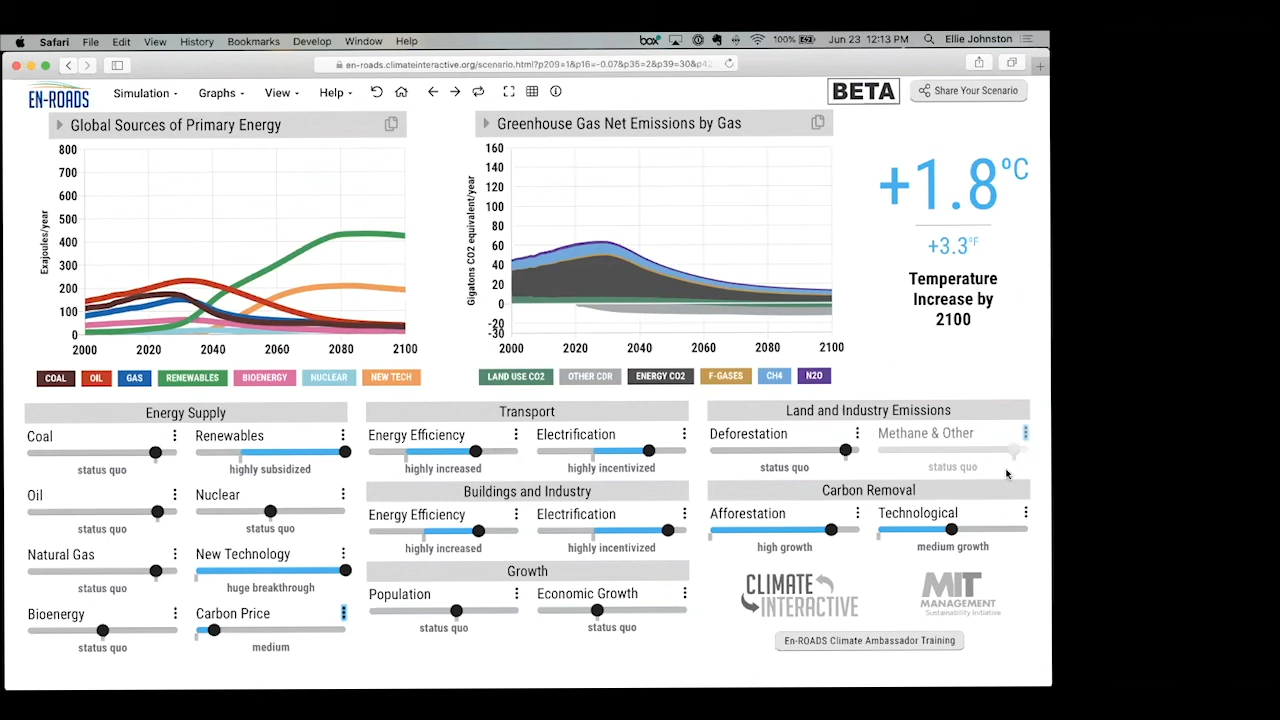 Safari File Edit View History Bookmarks Develop Window Help box 100% Jun 23 12:13 PM Ellie Johnston
en-roads.climateinteractive.org/scenario.html?p209=1&p16=-0.07&p35=2&p39=30&p42
EN-ROADS Simulation Graphs View Help BETA Share Your Scenario
Global Sources of Primary Energy
800
700
600
500
400
300
200
100
0
Exajoules/year
2000 2020 2040 2060 2080 2100
COAL OIL GAS RENEWABLES BIOENERGY NUCLEAR NEW TECH
Greenhouse Gas Net Emissions by Gas
160
140
120
100
80
60
40
20
0
-20
-30
Gigatons CO2 equivalent/year
2000 2020 2040 2060 2080 2100
LAND USE CO2 OTHER CDR ENERGY CO2 F-GASES CH4 N2O
+1.8°C
+3.3°F
Temperature
Increase by
2100
Energy Supply
Coal
status quo
Renewables
highly subsidized
Oil
status quo
Nuclear
status quo
Natural Gas
status quo
New Technology
huge breakthrough
Bioenergy
status quo
Carbon Price
medium
Transport
Energy Efficiency
highly increased
Electrification
highly incentivized
Buildings and Industry
Energy Efficiency
highly increased
Electrification
highly incentivized
Growth
Population
status quo
Economic Growth
status quo
Land and Industry Emissions
Deforestation
status quo
Methane & Other
status quo
Carbon Removal
Afforestation
high growth
Technological
medium growth
CLIMATE
INTERACTIVE
MIT
MANAGEMENT
Sustainability Initiative
En-ROADS Climate Ambassador Training